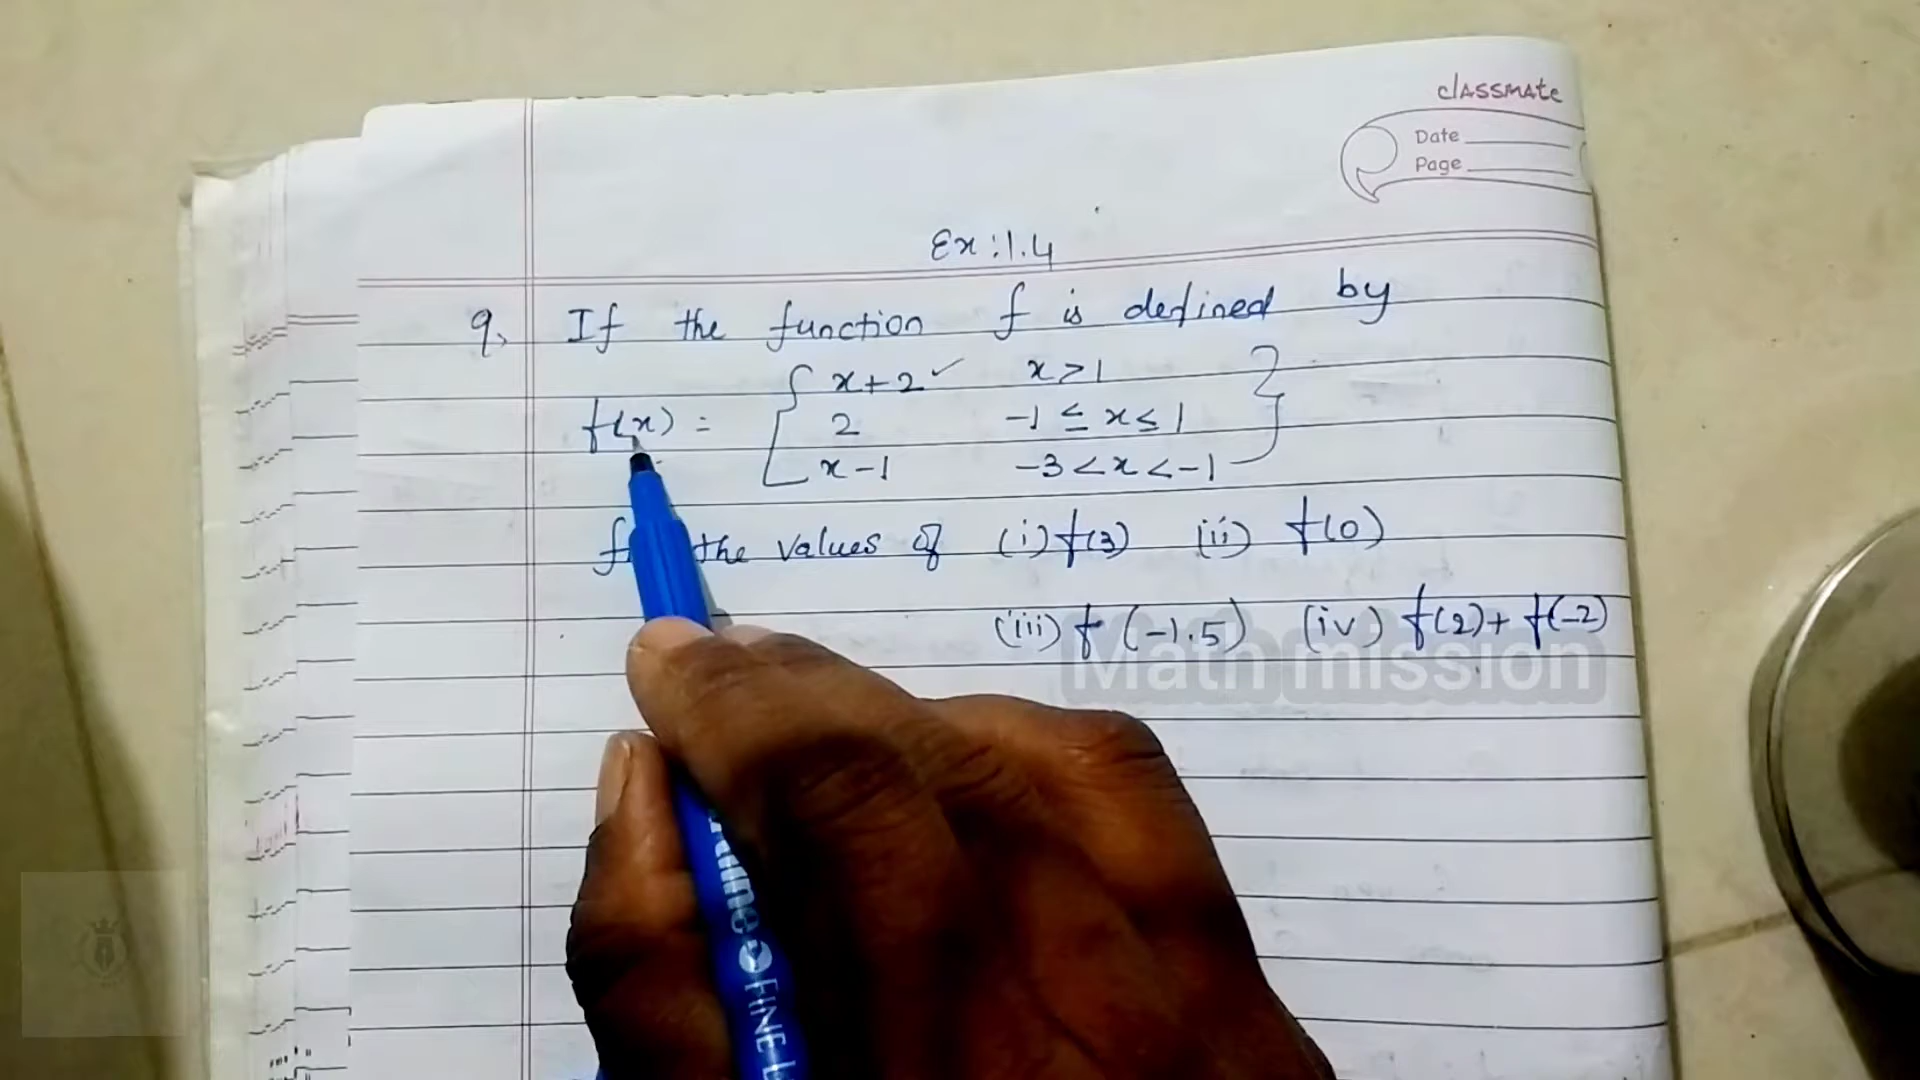 classmate
Date
Page
Ex:1.4
9, If the function f is defined by
x+2 ✓ x>1
f(x) = 2 -1 ≤ x ≤ 1
x-1 -3<x<-1
the values of (i) f(3) (ii) f(0)
(iii) f(-1.5) (iv) f(2)+f(-2)
Math mission
FINE